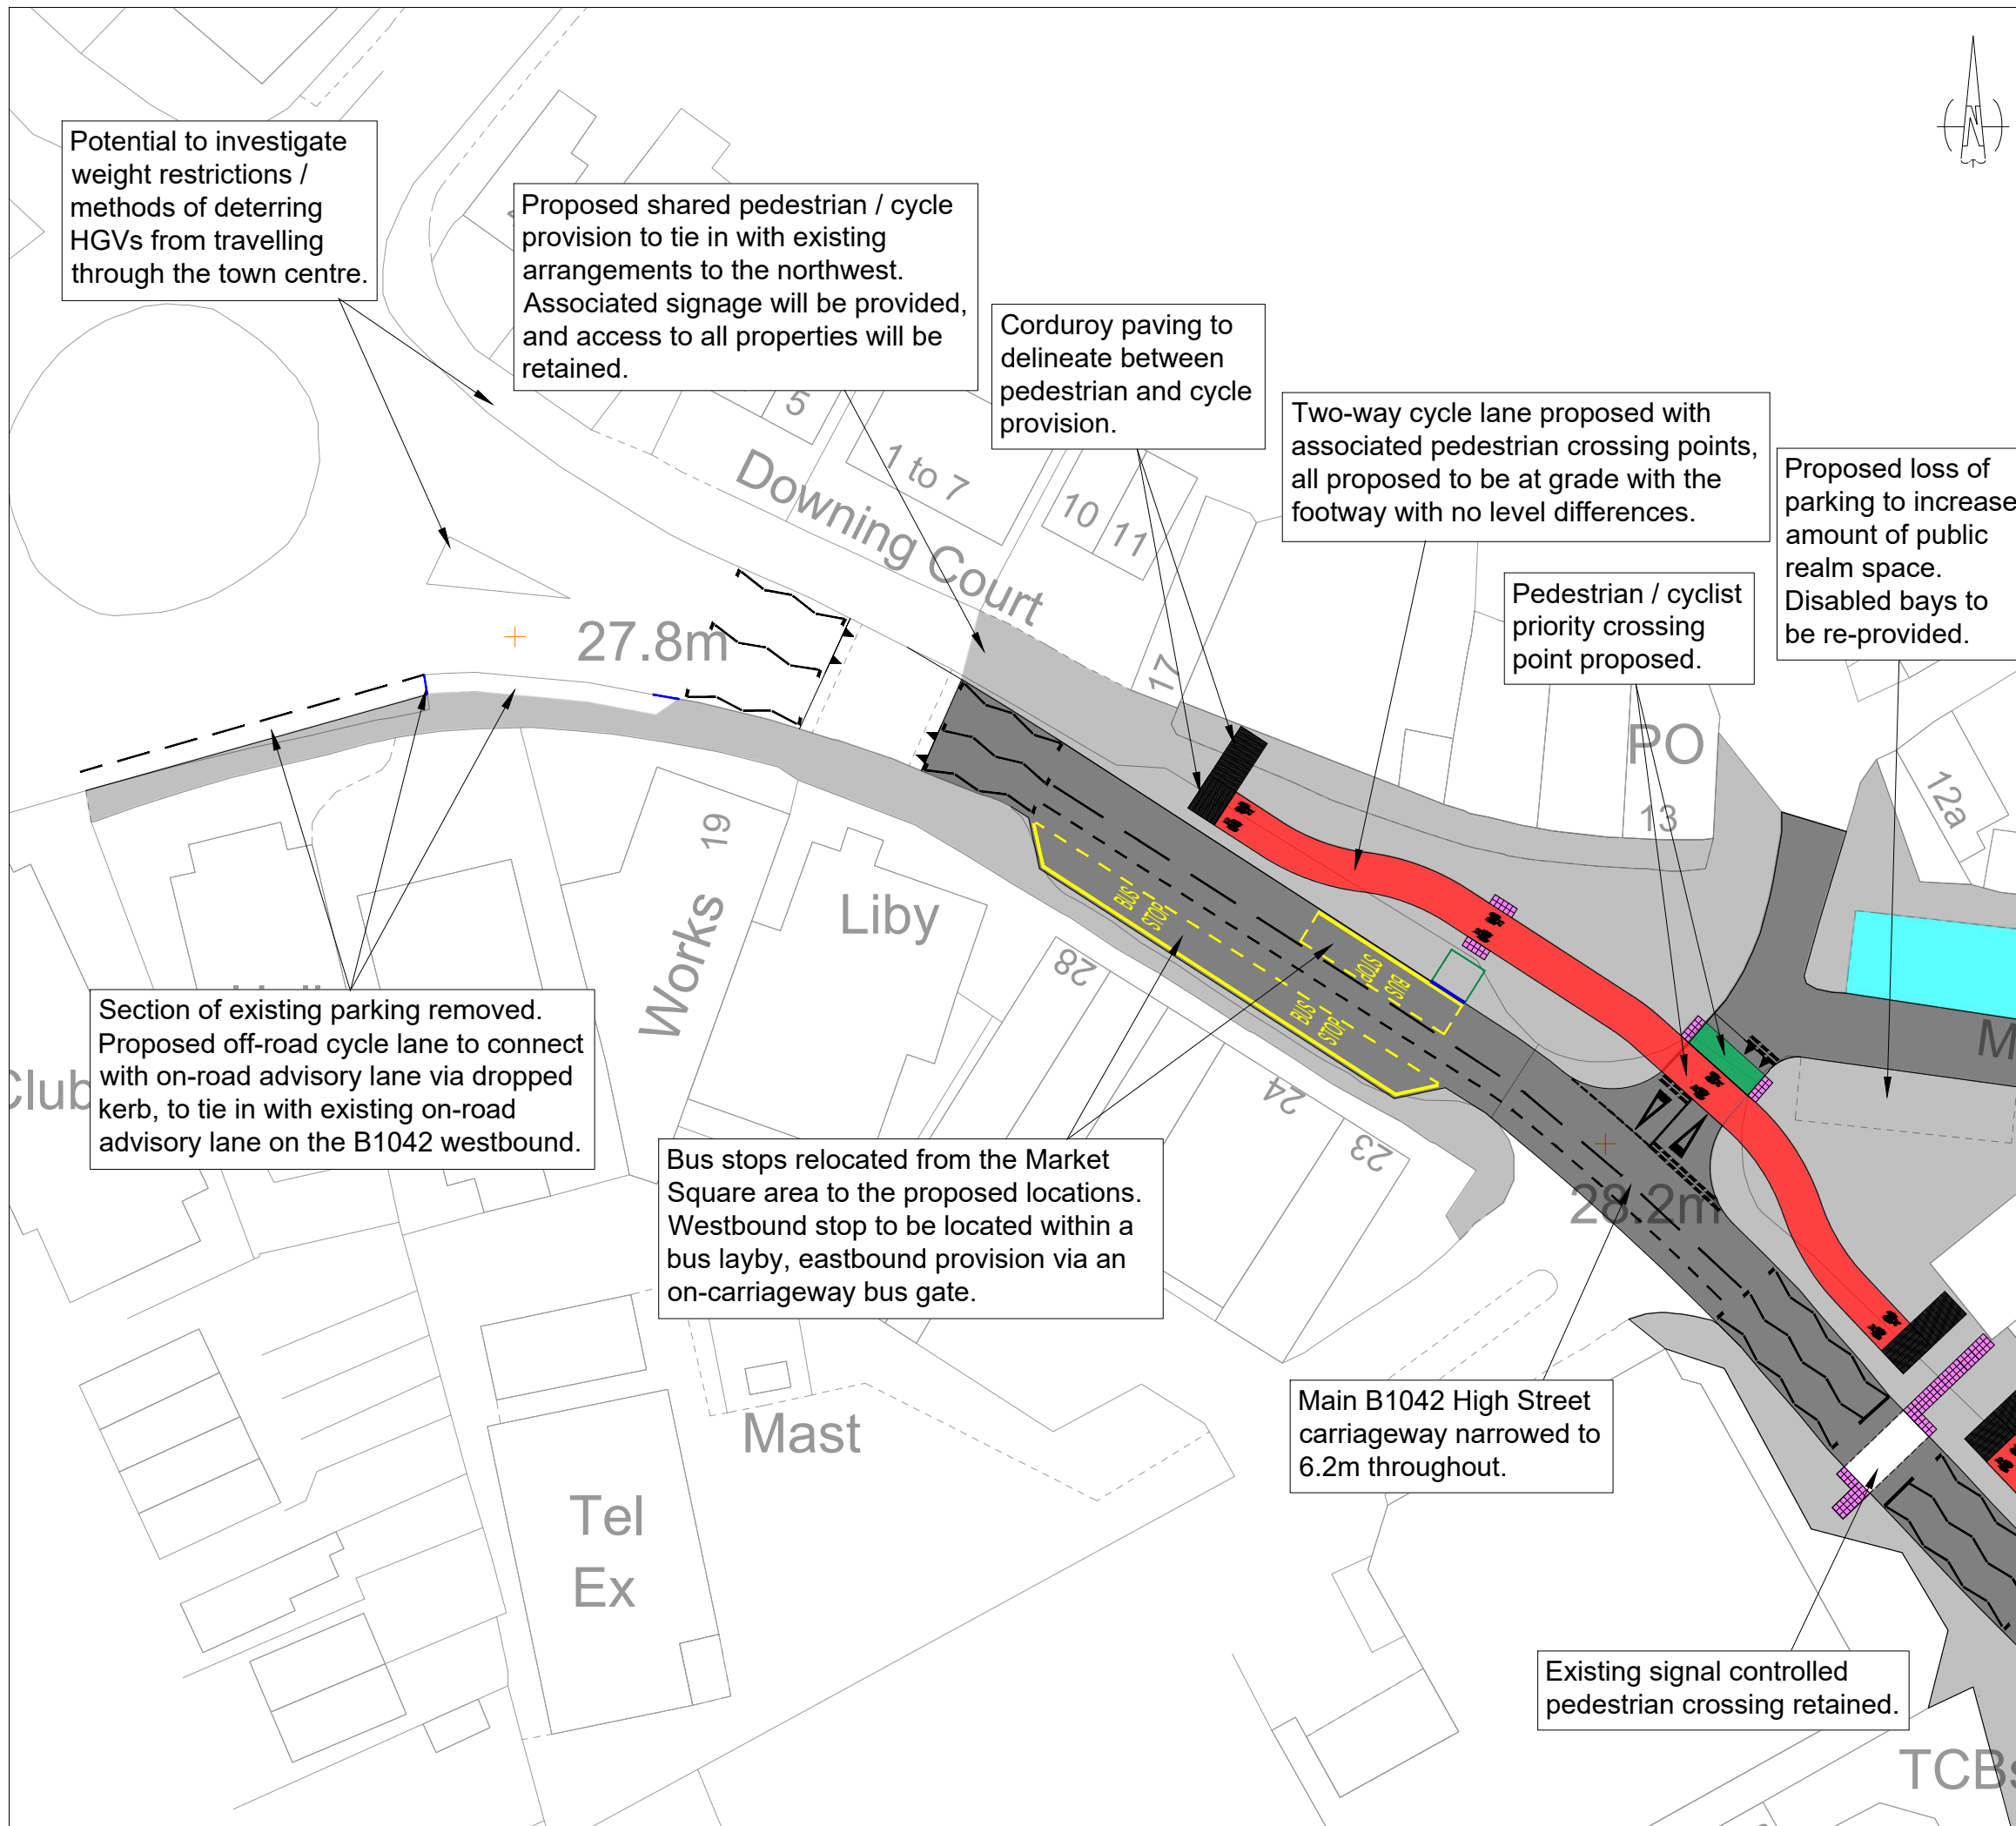 N
Potential to investigate
weight restrictions /
methods of deterring
HGVs from travelling
through the town centre.
Proposed shared pedestrian / cycle
provision to tie in with existing
arrangements to the northwest.
Associated signage will be provided,
and access to all properties will be
retained.
Corduroy paving to
delineate between
pedestrian and cycle
provision.
Two-way cycle lane proposed with
associated pedestrian crossing points,
all proposed to be at grade with the
footway with no level differences.
Proposed loss of
parking to increase
amount of public
realm space.
Disabled bays to
be re-provided.
Pedestrian / cyclist
priority crossing
point proposed.
5
1 to 7
10
11
Downing Court
17
27.8m
PO
13
12a
19
Works
Liby
28
24
23
BUS
STOP
BUS
STOP
BUS
STOP
M
28.2m
Section of existing parking removed.
Proposed off-road cycle lane to connect
with on-road advisory lane via dropped
kerb, to tie in with existing on-road
advisory lane on the B1042 westbound.
Club
Bus stops relocated from the Market
Square area to the proposed locations.
Westbound stop to be located within a
bus layby, eastbound provision via an
on-carriageway bus gate.
Main B1042 High Street
carriageway narrowed to
6.2m throughout.
Mast
Tel
Ex
Existing signal controlled
pedestrian crossing retained.
TCBs